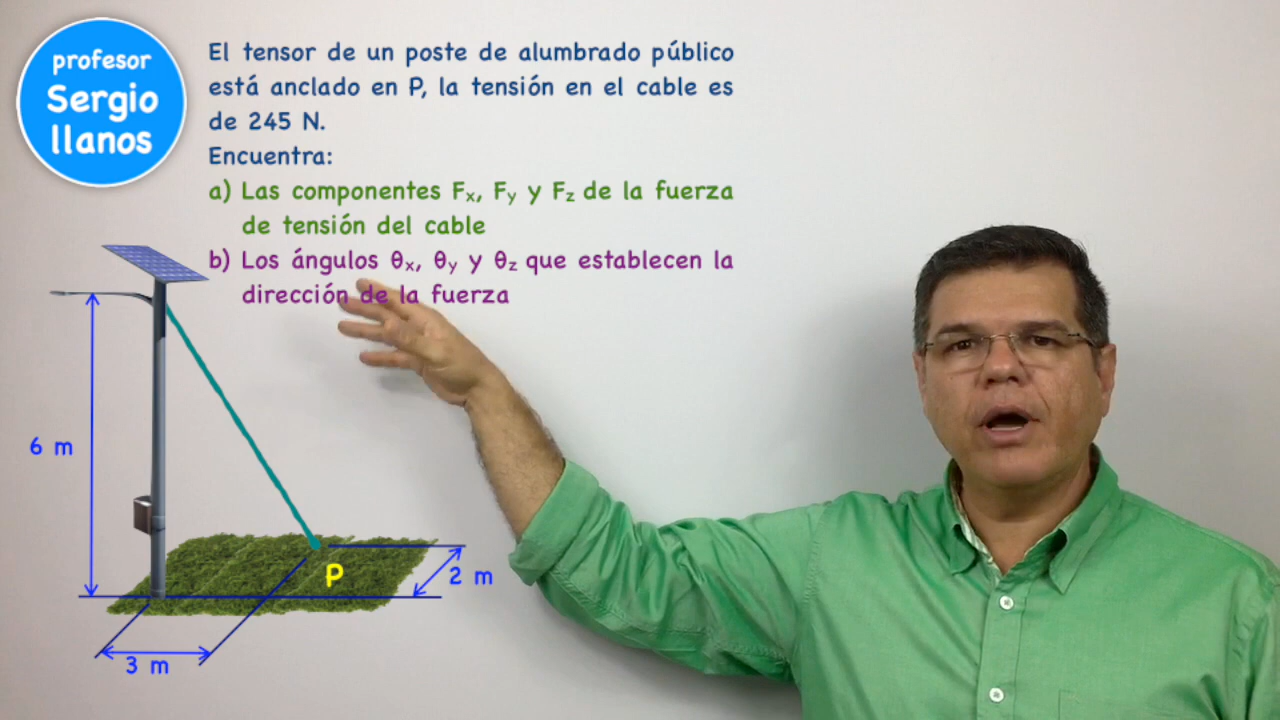 profesor
Sergio
llanos
El tensor de un poste de alumbrado público
está anclado en P, la tensión en el cable es
de 245 N.
Encuentra:
a) Las componentes Fx, Fy y Fz de la fuerza
de tensión del cable
b) Los ángulos θx, θy y θz que establecen la
dirección de la fuerza
6 m
P
2 m
3 m